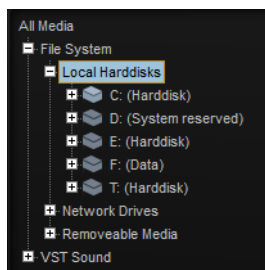 All Media
File System
Local Harddisks
C: (Harddisk)
D: (System reserved)
E: (Harddisk)
F: (Data)
T: (Harddisk)
Network Drives
Removeable Media
VST Sound